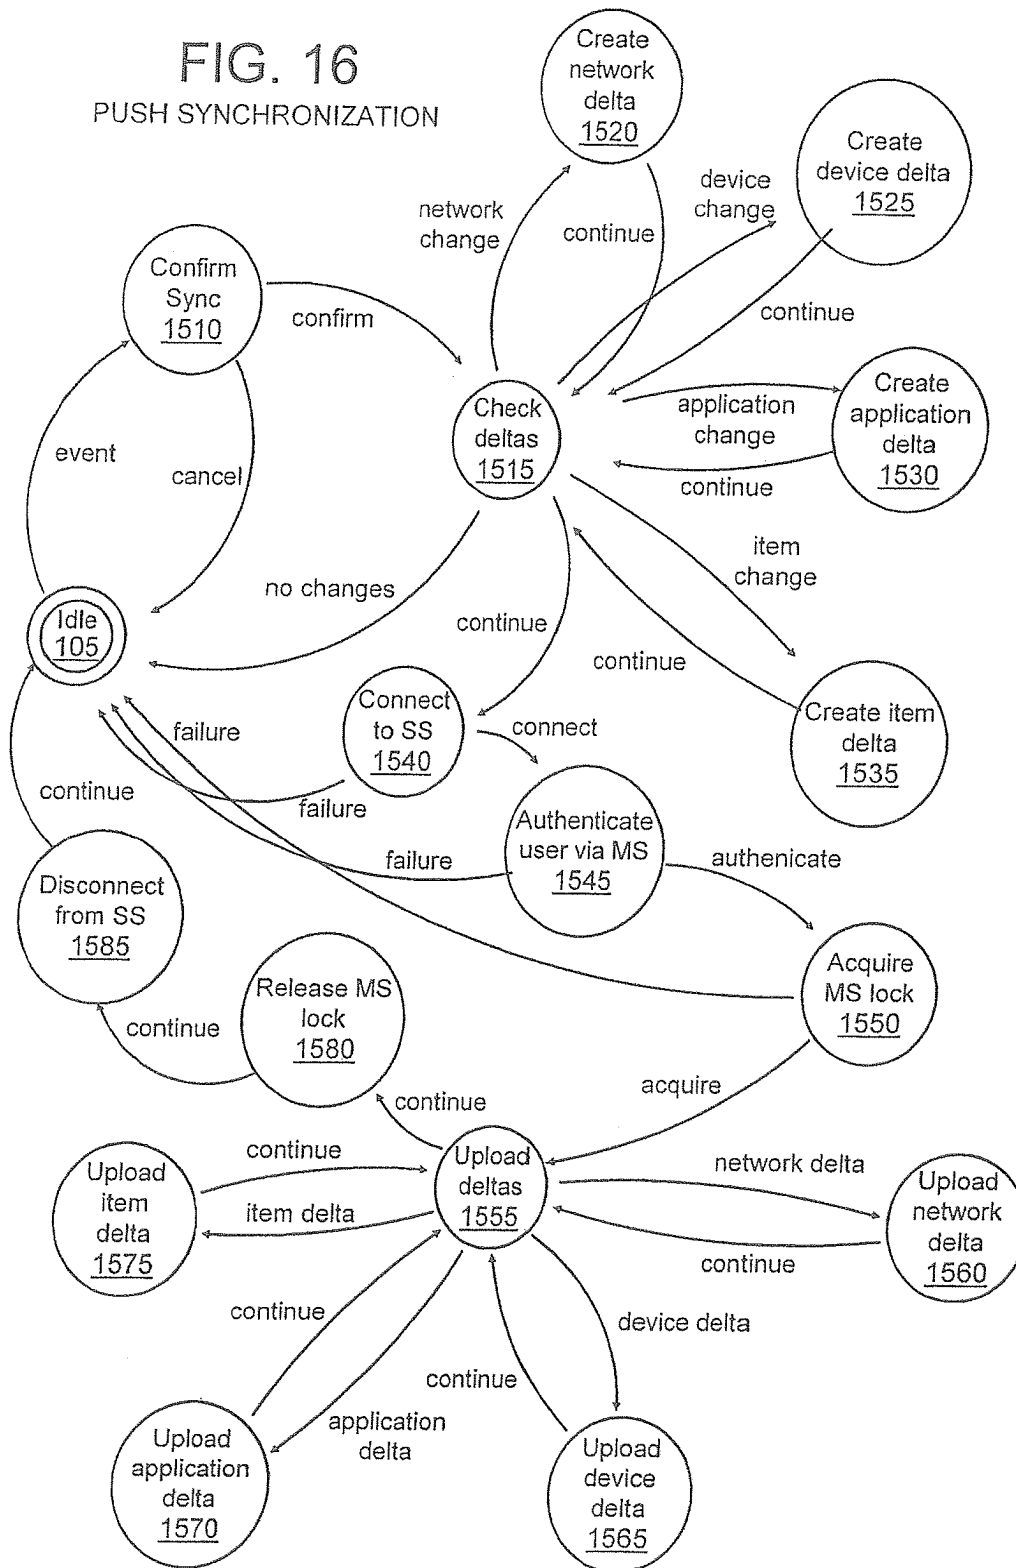 FIG. 16
PUSH SYNCHRONIZATION
Create
network
delta
1520
Create
device delta
1525
device
change
network
change
continue
Confirm
Sync
1510
confirm
continue
Create
application
delta
1530
Check
deltas
1515
application
change
continue
event
cancel
item
change
no changes
Idle
105
continue
continue
Connect
to SS
1540
connect
failure
Create item
delta
1535
continue
failure
Authenticate
user via MS
1545
failure
authenicate
Disconnect
from SS
1585
Acquire
MS lock
1550
Release MS
lock
1580
continue
acquire
continue
continue
Upload
deltas
1555
network delta
Upload
item
delta
1575
item delta
Upload
network
delta
1560
continue
continue
device delta
continue
application
delta
Upload
application
delta
1570
Upload
device
delta
1565